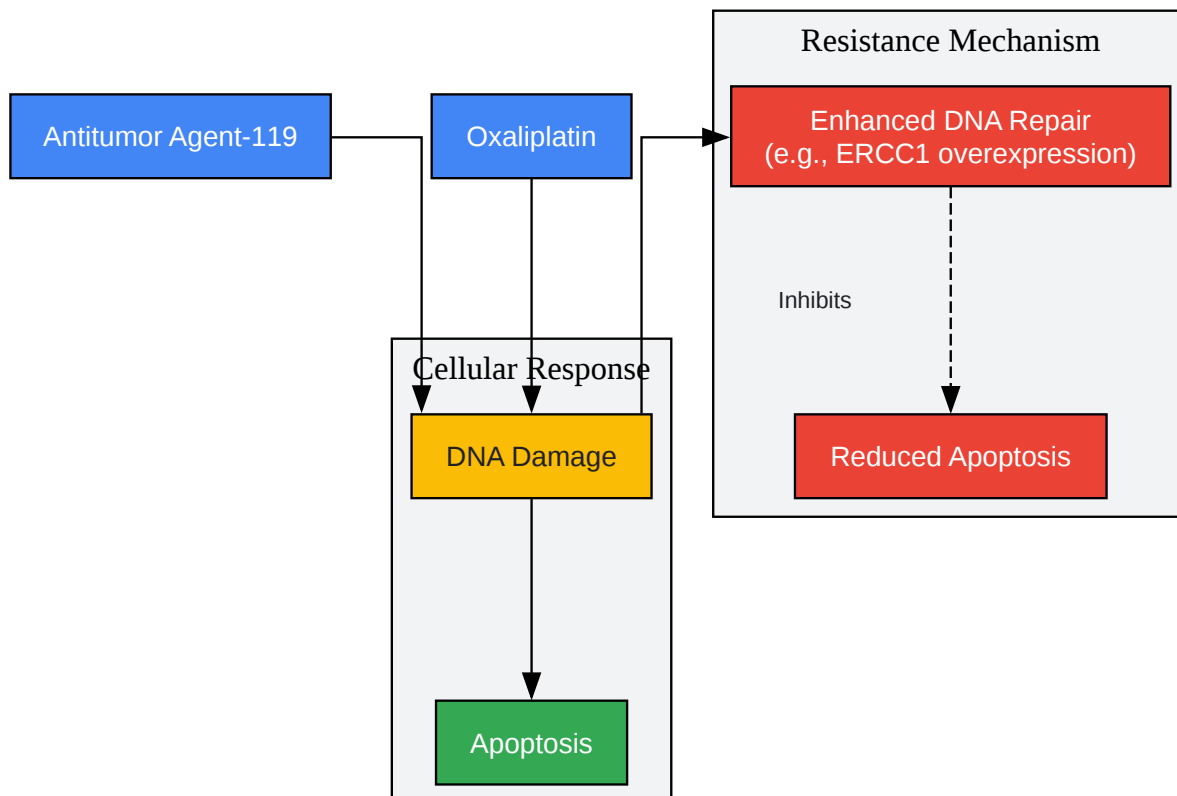 Resistance Mechanism
Antitumor Agent-119
Oxaliplatin
Enhanced DNA Repair
(e.g., ERCC1 overexpression)
Inhibits
Cellular Response
DNA Damage
Reduced Apoptosis
Apoptosis